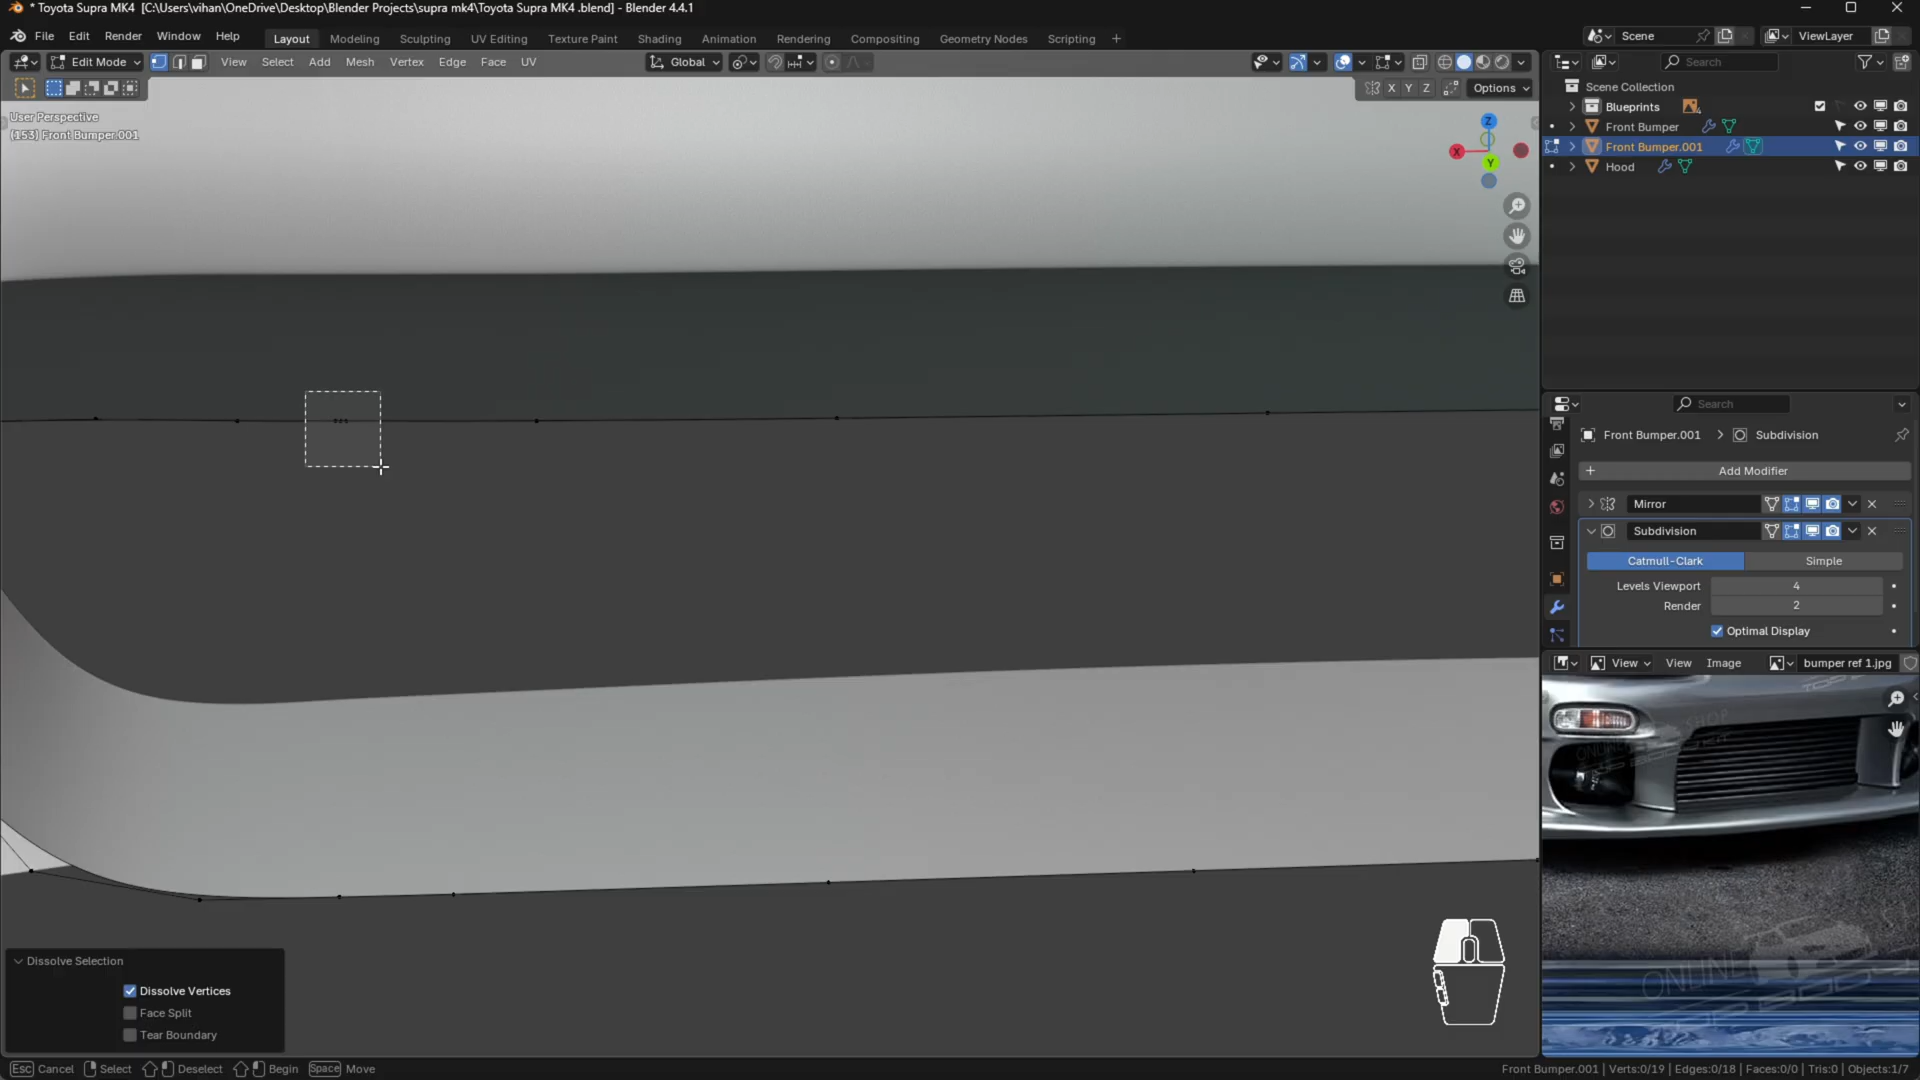 * Toyota Supra MK4 [C:\Users\vihan\OneDrive\Desktop\Blender Projects\supra mk4\Toyota Supra MK4 .blend] - Blender 4.4.1
File Edit Render Window Help
Layout Modeling Sculpting UV Editing Texture Paint Shading Animation Rendering Compositing Geometry Nodes Scripting +
Scene
ViewLayer
Edit Mode View Select Add Mesh Vertex Edge Face UV
Global
Search
X Y Z Options
Scene Collection
Blueprints
Front Bumper
Front Bumper.001
Hood
User Perspective
(153) Front Bumper.001
Z
X
Y
Search
Front Bumper.001 > Subdivision
+ Add Modifier
Mirror
Subdivision
Catmull-Clark Simple
Levels Viewport 4
Render 2
Optimal Display
View View Image bumper ref 1.jpg
Dissolve Selection
Dissolve Vertices
Face Split
Tear Boundary
Esc Cancel Select Deselect Begin Space Move
Front Bumper.001 | Verts:0/19 | Edges:0/18 | Faces:0/0 | Tris:0 | Objects:1/7